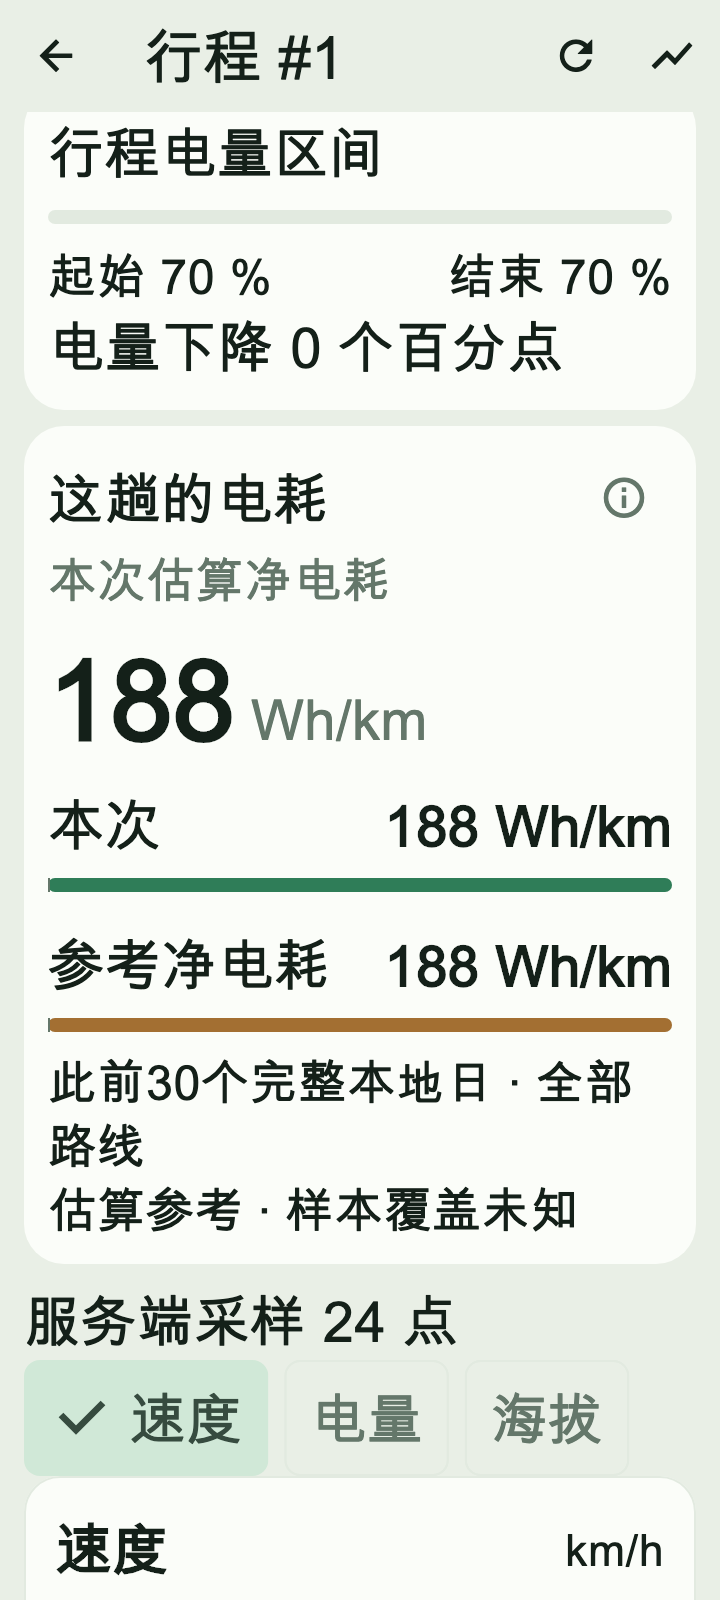 行程 #1
行程电量区间
起始 70 %
结束 70 %
电量下降 0 个百分点
这趟的电耗
本次估算净电耗
188 Wh/km
本次 188 Wh/km
参考净电耗 188 Wh/km
此前30个完整本地日 · 全部
路线
估算参考 · 样本覆盖未知
服务端采样 24 点
速度 电量 海拔
速度 km/h